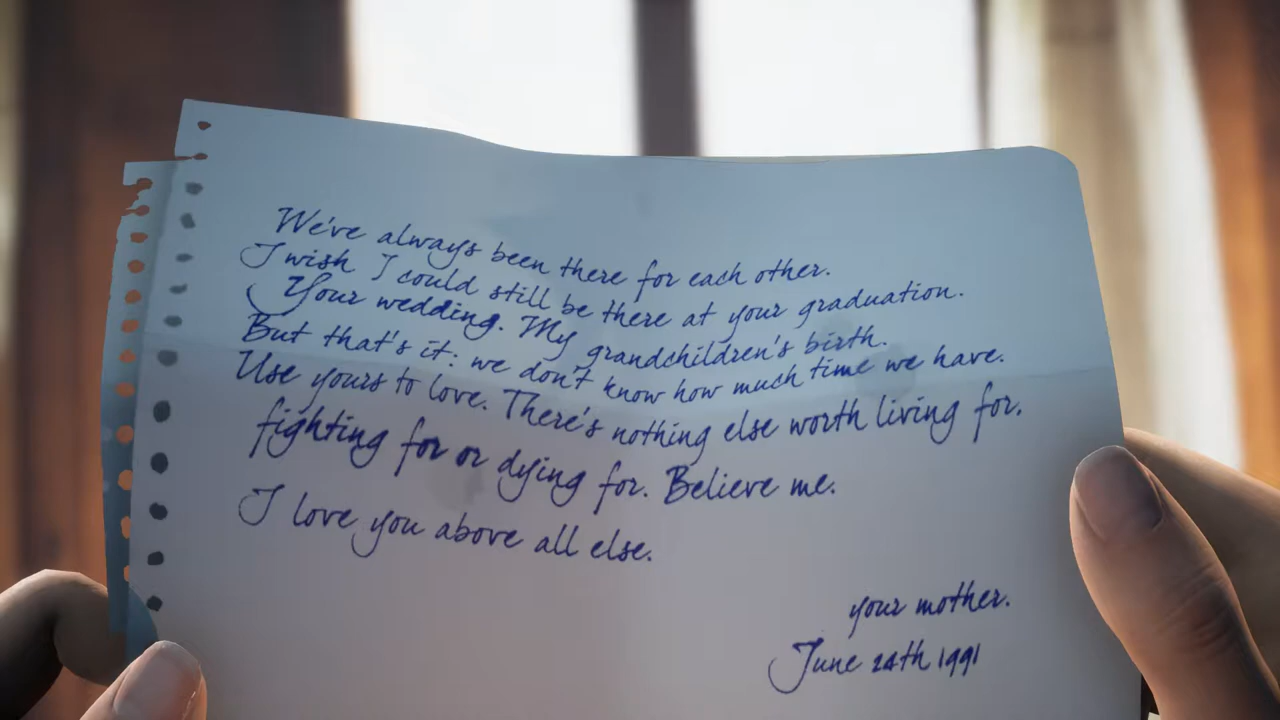 We've always been there for each other.
I wish I could still be there at your graduation.
Your wedding. My grandchildren's birth.
But that's it: we don't know how much time we have.
Use yours to love. There's nothing else worth living for.
fighting for or dying for. Believe me.
I love you above all else.
your mother.
June 24th 1991